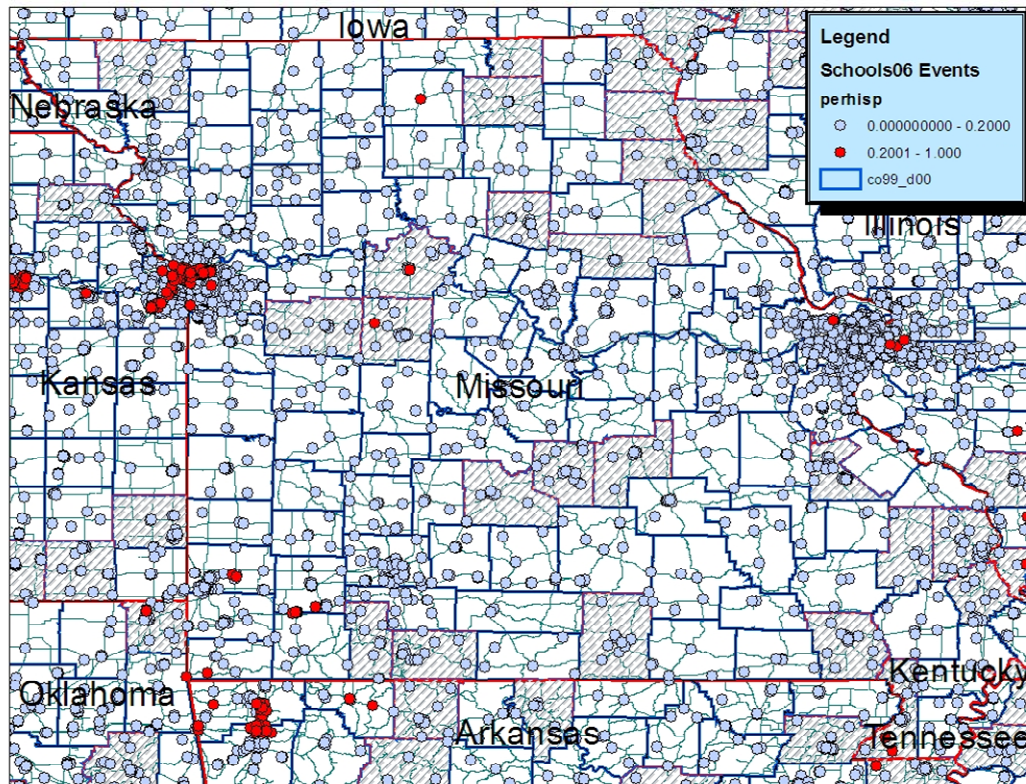 Iowa
Legend
Schools06 Events
perhisp
0.000000000 - 0.2000
0.2001 - 1.000
co99_d00
Nebraska
Illinois
Kansas
Missouri
Oklahoma
Kentucky
Arkansas
Tennessee